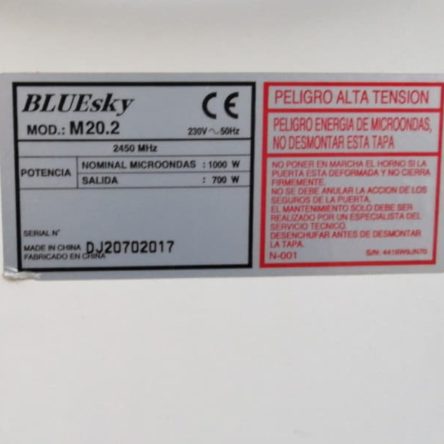 BLUEsky CE
MOD.: M20.2 230V ~ 50Hz
2450 MHz
POTENCIA NOMINAL MICROONDAS : 1000 W
SALIDA : 700 W
SERIAL Nº
MADE IN CHINA DJ20702017
FABRICADO EN CHINA
PELIGRO ALTA TENSION
PELIGRO ENERGIA DE MICROONDAS,
NO DESMONTAR ESTA TAPA
NO PONER EN MARCHA EL HORNO SI LA
PUERTA ESTA DEFORMADA Y NO CIERRA
FIRMEMENTE.
NO SE DEBE ANULAR LA ACCION DE LOS
SEGUROS DE LA PUERTA.
EL MANTENIMIENTO SOLO DEBE SER
REALIZADO POR UN ESPECIALISTA DEL
SERVICIO TECNICO.
DESENCHUFAR ANTES DE DESMONTAR
LA TAPA.
N-001 S/N: